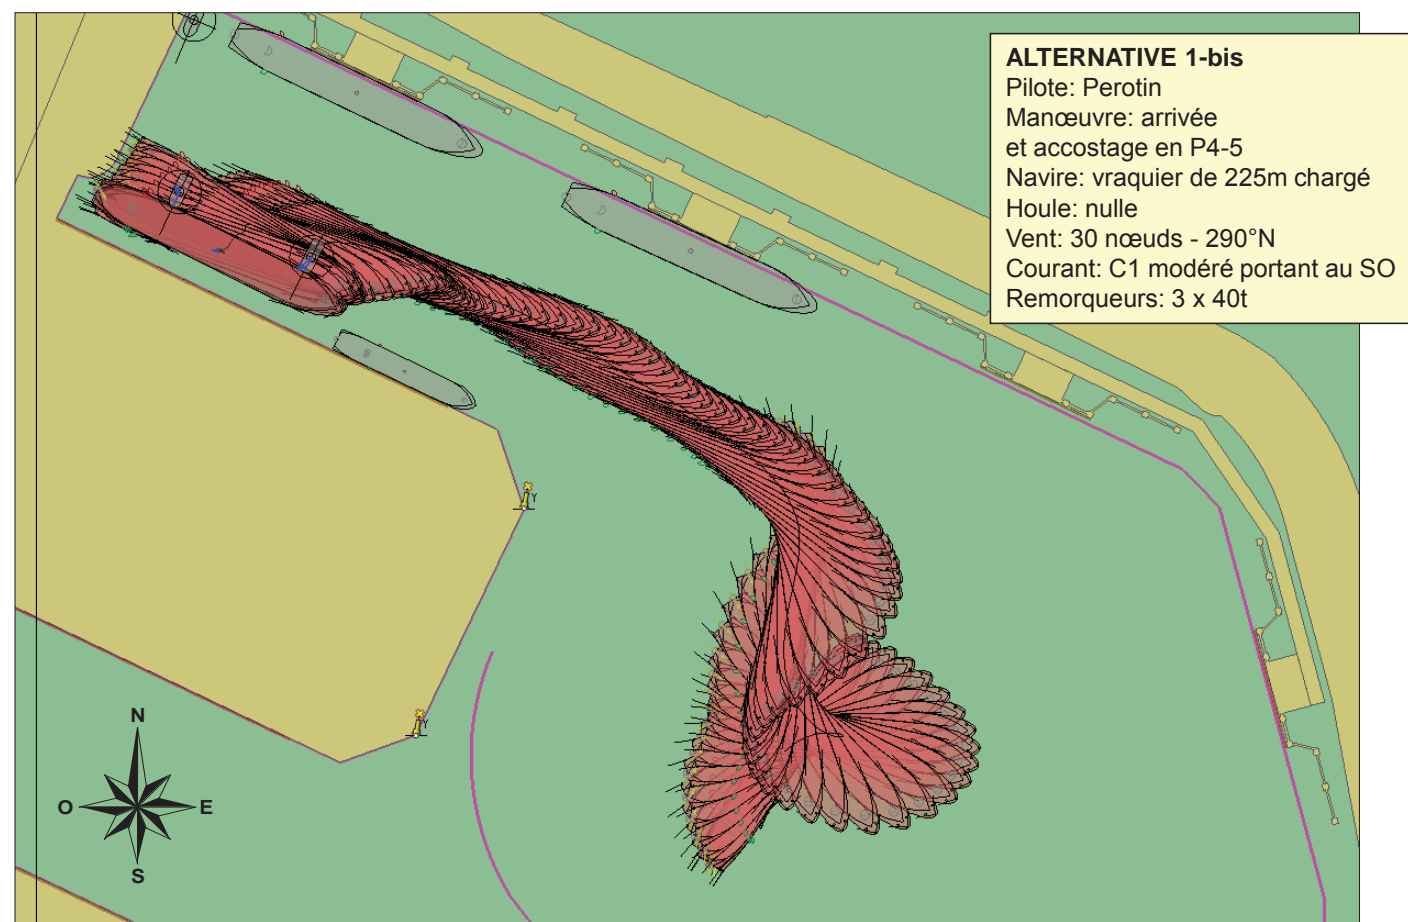 ALTERNATIVE 1-bis
Pilote: Perotin
Manœuvre: arrivée
et accostage en P4-5
Navire: vraquier de 225m chargé
Houle: nulle
Vent: 30 nœuds - 290°N
Courant: C1 modéré portant au SO
Remorqueurs: 3 x 40t
Y
Y
N
O
E
S